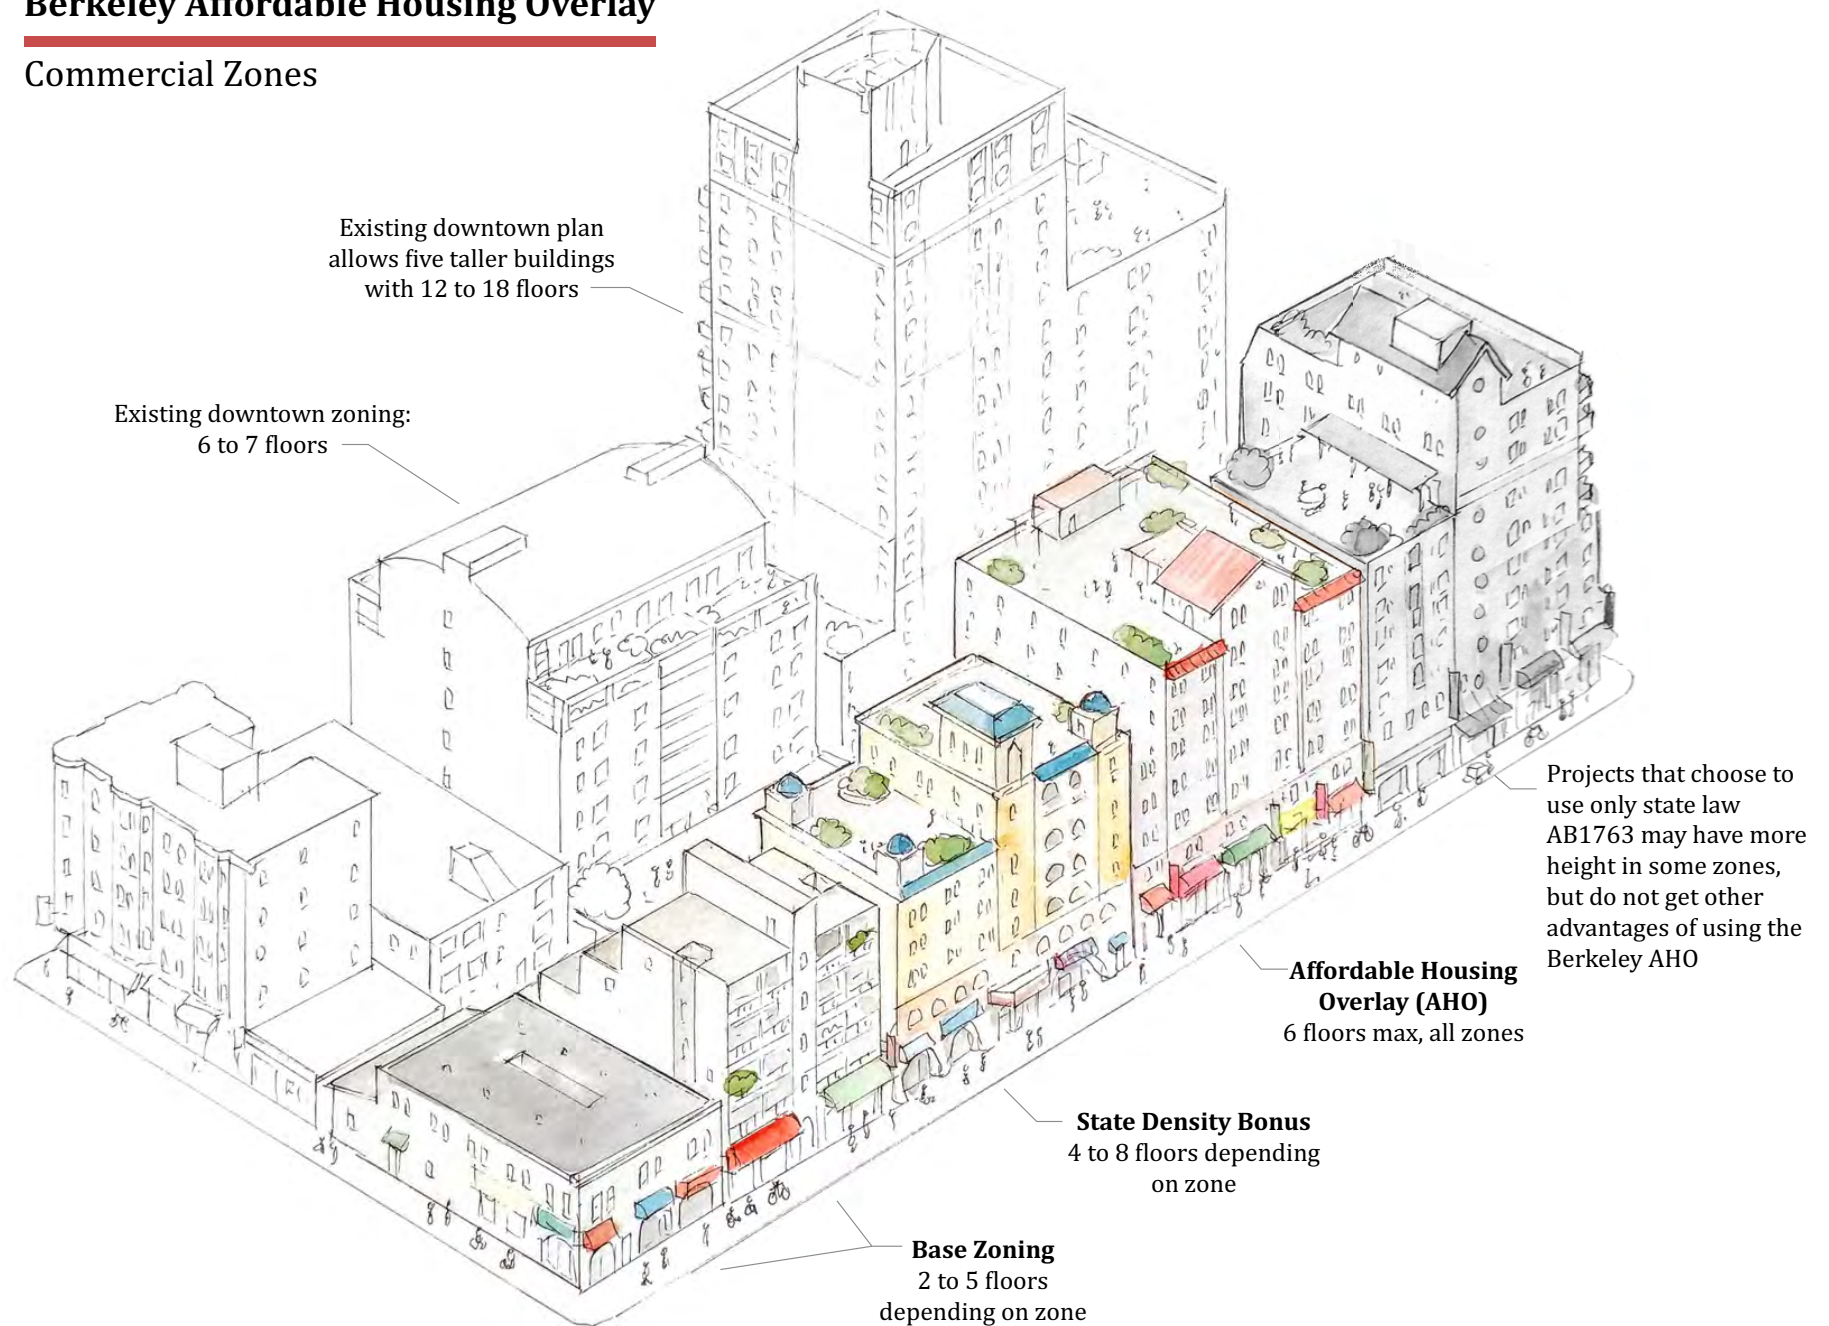 Berkeley Affordable Housing Overlay
Commercial Zones
Existing downtown plan
allows five taller buildings
with 12 to 18 floors
Existing downtown zoning:
6 to 7 floors
Projects that choose to
use only state law
AB1763 may have more
height in some zones,
but do not get other
advantages of using the
Berkeley AHO
Affordable Housing
Overlay (AHO)
6 floors max, all zones
State Density Bonus
4 to 8 floors depending
on zone
Base Zoning
2 to 5 floors
depending on zone